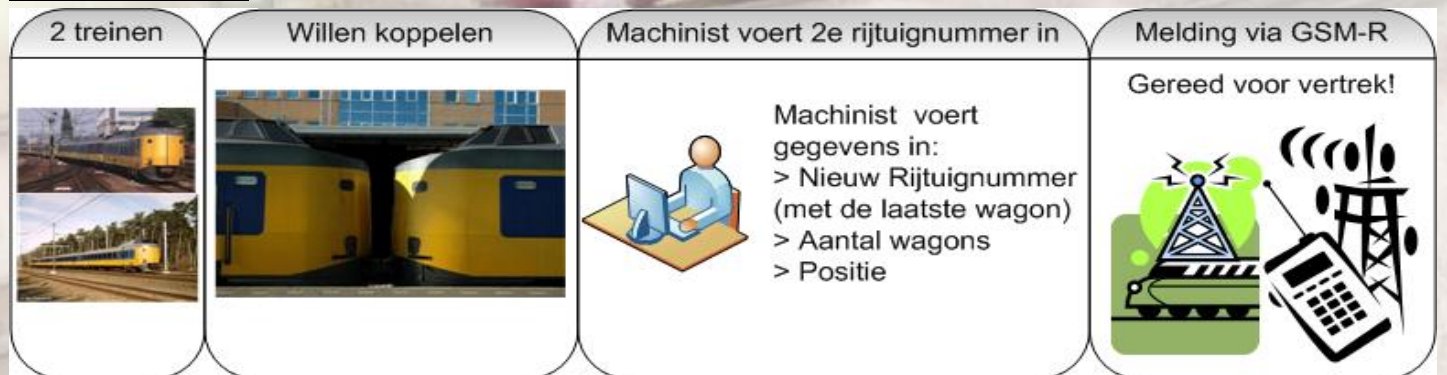 2 treinen
Willen koppelen
Machinist voert 2e rijtuignummer in
Melding via GSM-R
Machinist voert
gegevens in:
> Nieuw Rijtuignummer
(met de laatste wagon)
> Aantal wagons
> Positie
Gereed voor vertrek!